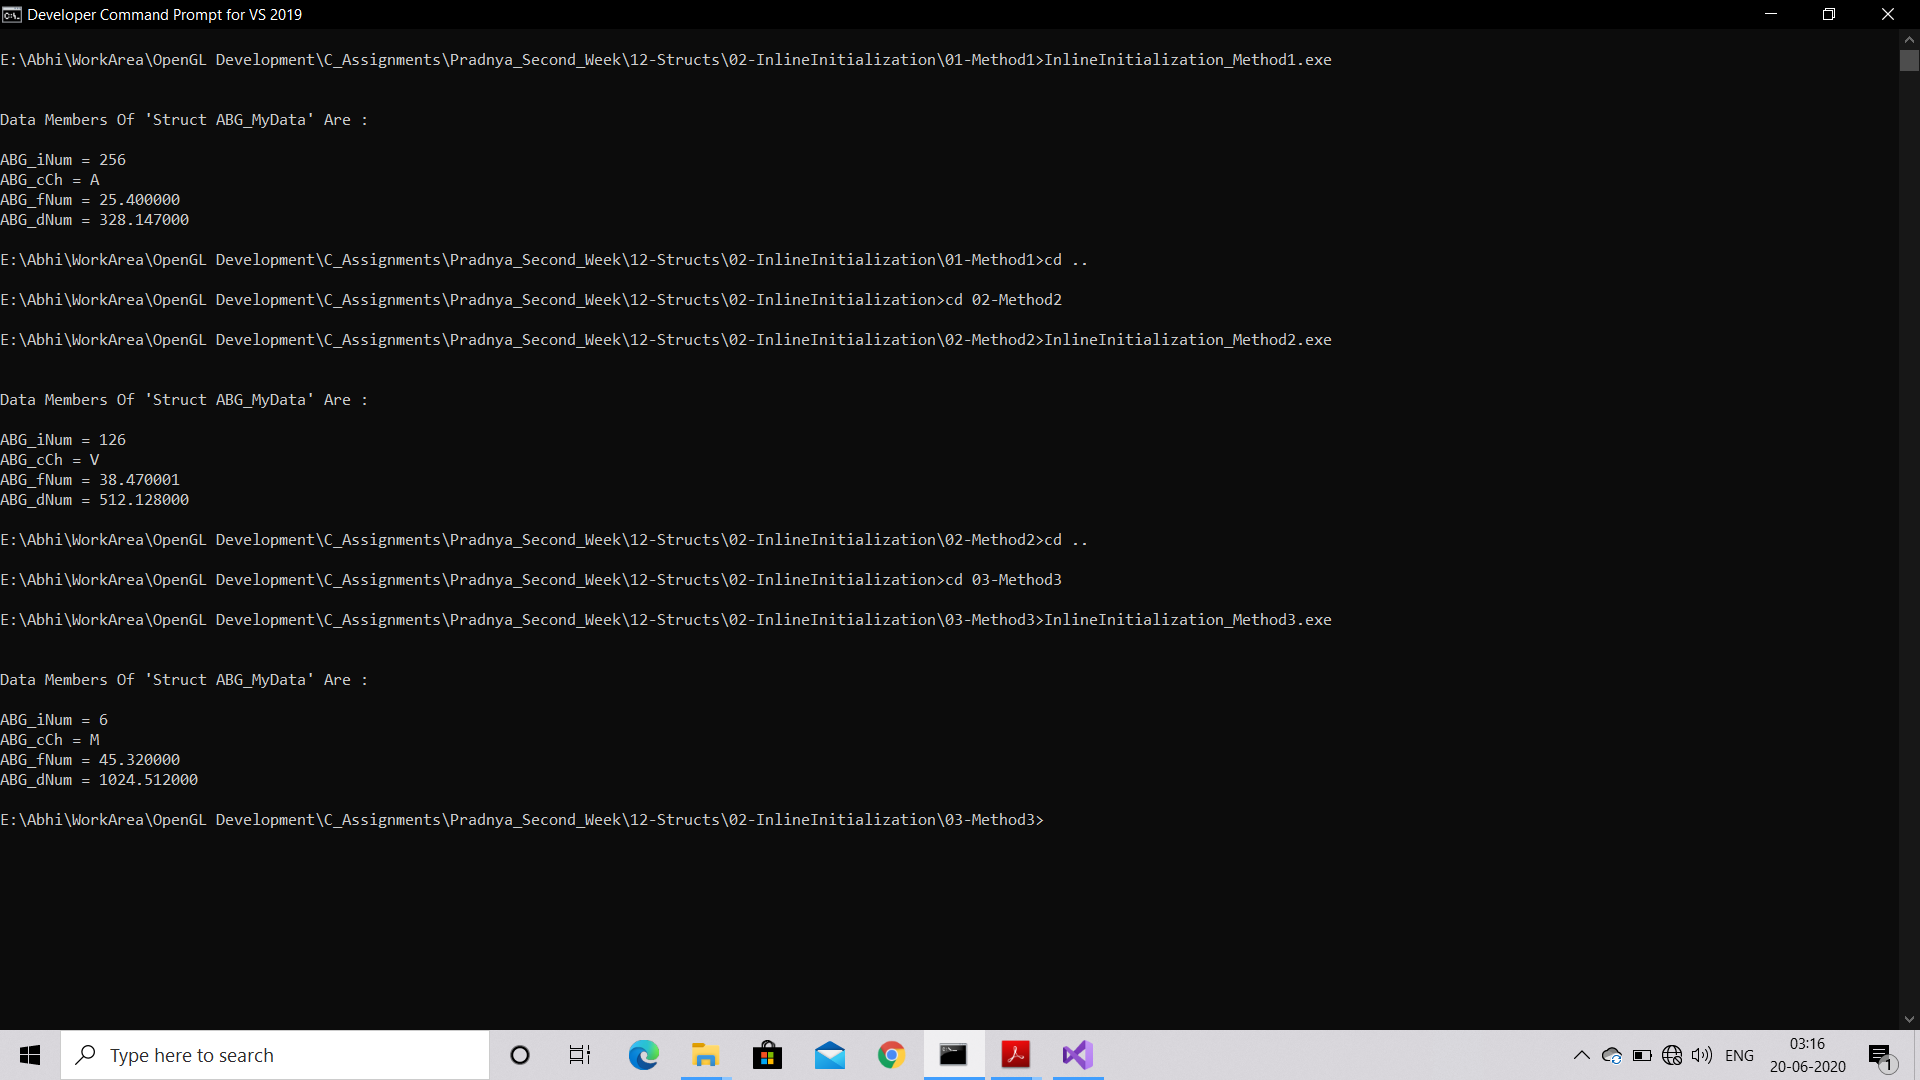 Developer Command Prompt for VS 2019
E:\Abhi\WorkArea\OpenGL Development\C_Assignments\Pradnya_Second_Week\12-Structs\02-InlineInitialization\01-Method1>InlineInitialization_Method1.exe
Data Members Of 'Struct ABG_MyData' Are :
ABG_iNum = 256
ABG_cCh = A
ABG_fNum = 25.400000
ABG_dNum = 328.147000
E:\Abhi\WorkArea\OpenGL Development\C_Assignments\Pradnya_Second_Week\12-Structs\02-InlineInitialization\01-Method1>cd ..
E:\Abhi\WorkArea\OpenGL Development\C_Assignments\Pradnya_Second_Week\12-Structs\02-InlineInitialization>cd 02-Method2
E:\Abhi\WorkArea\OpenGL Development\C_Assignments\Pradnya_Second_Week\12-Structs\02-InlineInitialization\02-Method2>InlineInitialization_Method2.exe
Data Members Of 'Struct ABG_MyData' Are :
ABG_iNum = 126
ABG_cCh = V
ABG_fNum = 38.470001
ABG_dNum = 512.128000
E:\Abhi\WorkArea\OpenGL Development\C_Assignments\Pradnya_Second_Week\12-Structs\02-InlineInitialization\02-Method2>cd ..
E:\Abhi\WorkArea\OpenGL Development\C_Assignments\Pradnya_Second_Week\12-Structs\02-InlineInitialization>cd 03-Method3
E:\Abhi\WorkArea\OpenGL Development\C_Assignments\Pradnya_Second_Week\12-Structs\02-InlineInitialization\03-Method3>InlineInitialization_Method3.exe
Data Members Of 'Struct ABG_MyData' Are :
ABG_iNum = 6
ABG_cCh = M
ABG_fNum = 45.320000
ABG_dNum = 1024.512000
E:\Abhi\WorkArea\OpenGL Development\C_Assignments\Pradnya_Second_Week\12-Structs\02-InlineInitialization\03-Method3>
Type here to search
ENG
03:16
20-06-2020
1